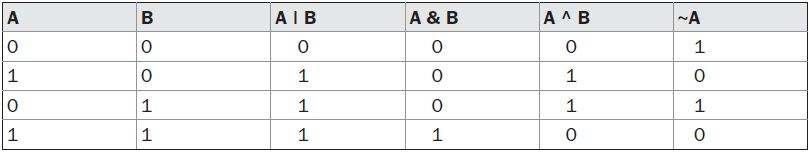 A B A | B A & B A ^ B ~A
0 0 0 0 0 1
1 0 1 0 1 0
0 1 1 0 1 1
1 1 1 1 0 0